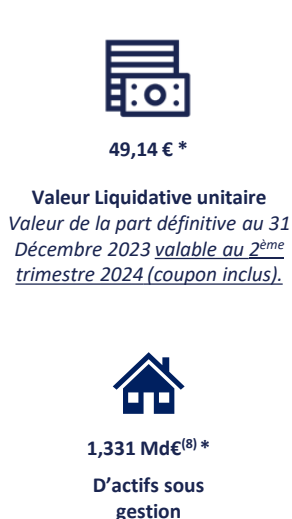 49,14 € *
Valeur Liquidative unitaire
Valeur de la part définitive au 31
Décembre 2023 valable au 2ème
trimestre 2024 (coupon inclus).
1,331 Md€(8) *
D’actifs sous
gestion